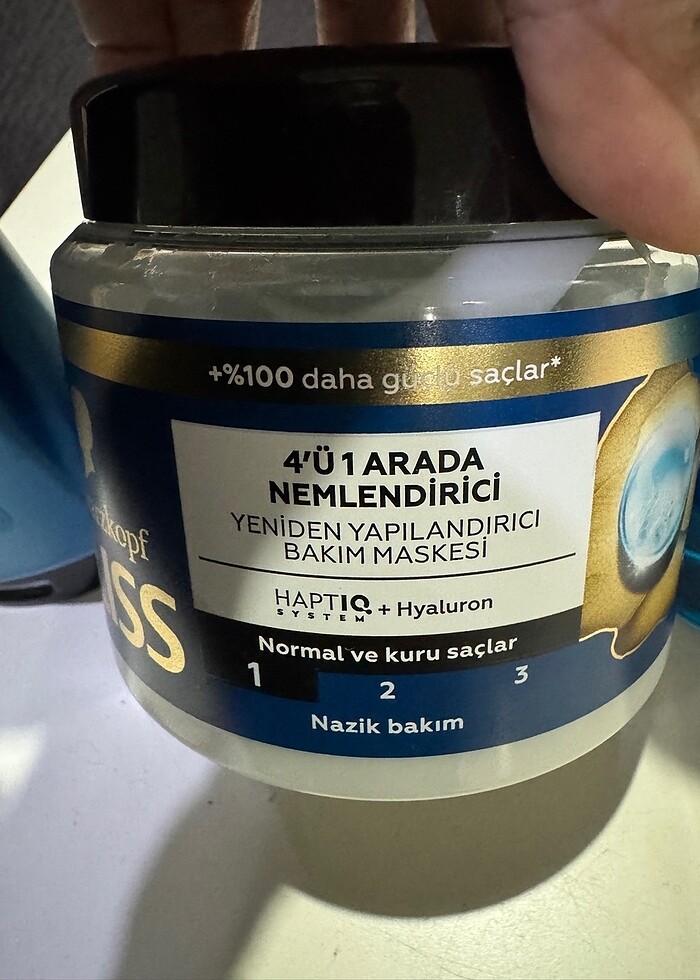 +%100 daha güçlü saçlar*
4'Ü 1 ARADA
NEMLENDİRİCİ
YENİDEN YAPILANDIRICI
BAKIM MASKESİ
HAPTIQ
SYSTEM
+ Hyaluron
Normal ve kuru saçlar
1 2 3
Nazik bakım